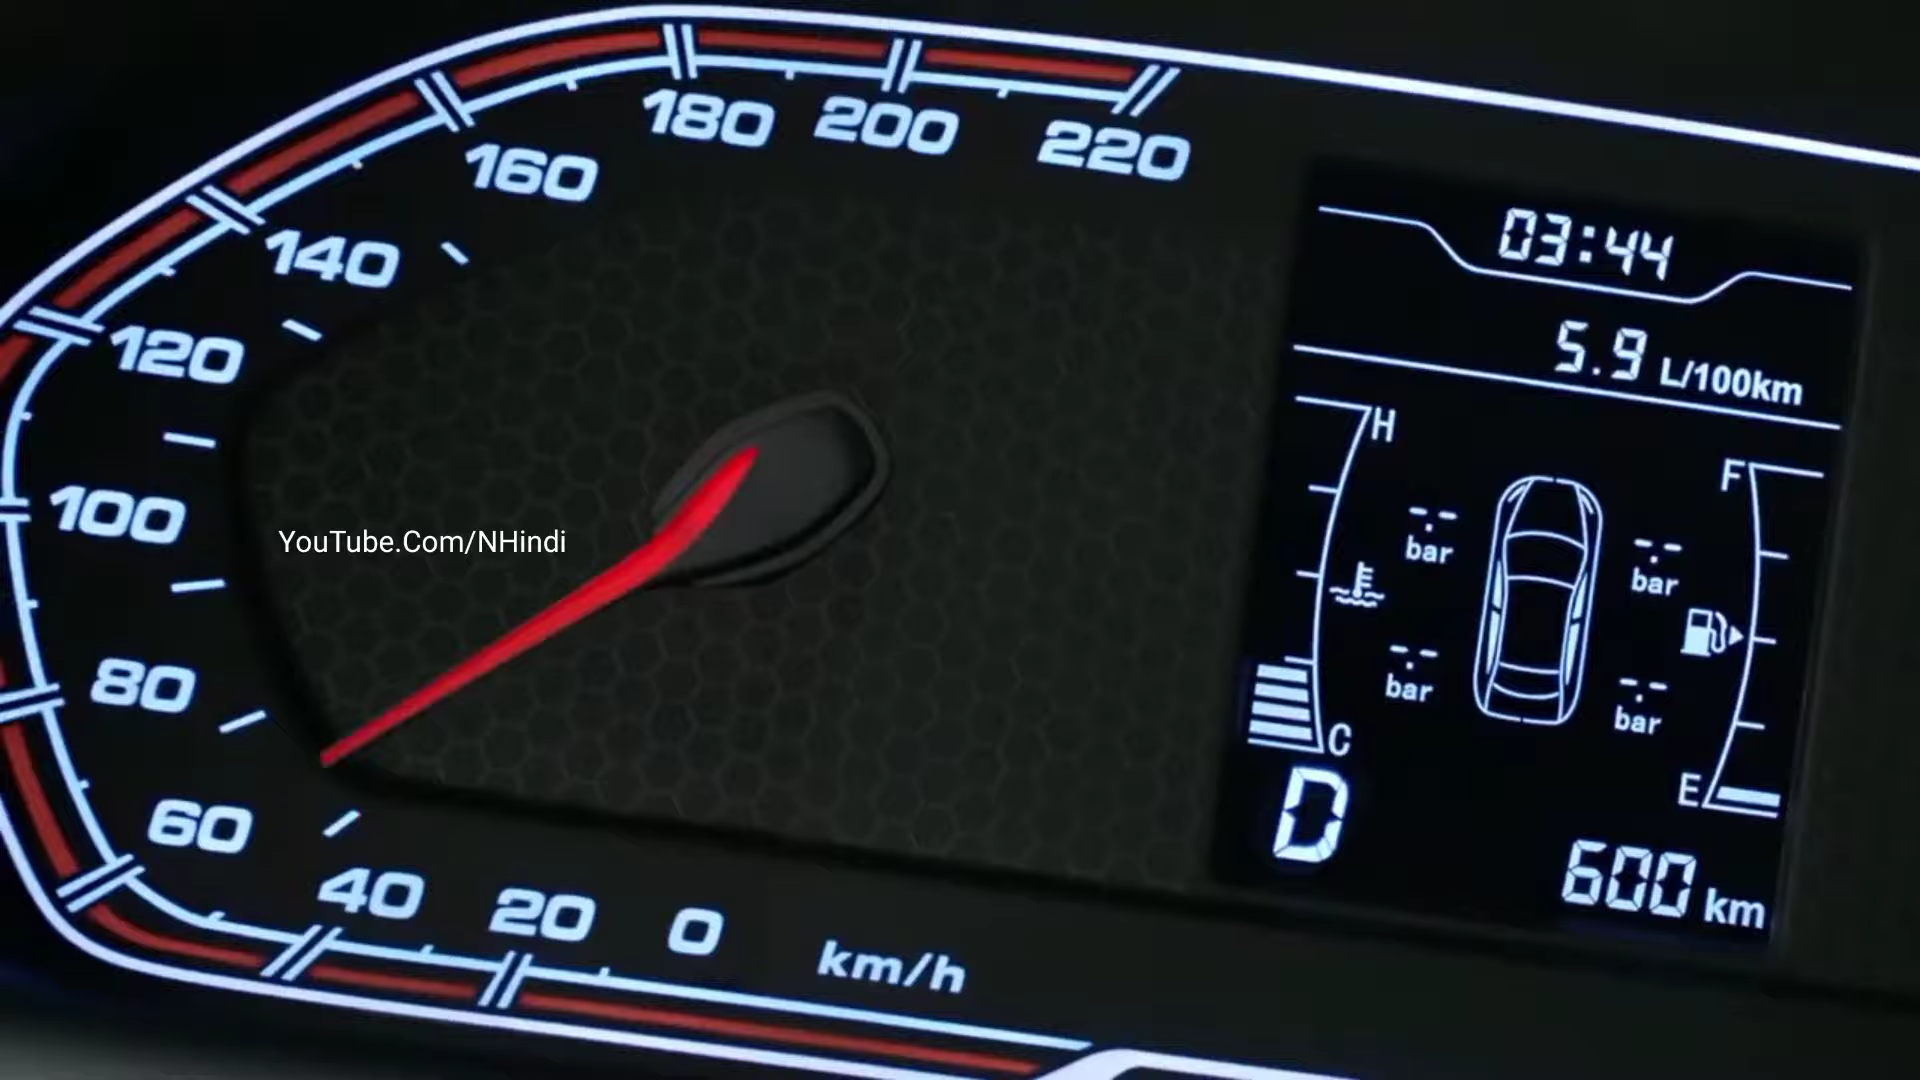 180
200
220
160
140
120
100
80
60
40
20
0
km/h
YouTube.Com/NHindi
03:44
5.9 L/100km
H
F
-.- bar
-.- bar
-.- bar
-.- bar
C
E
D
600 km